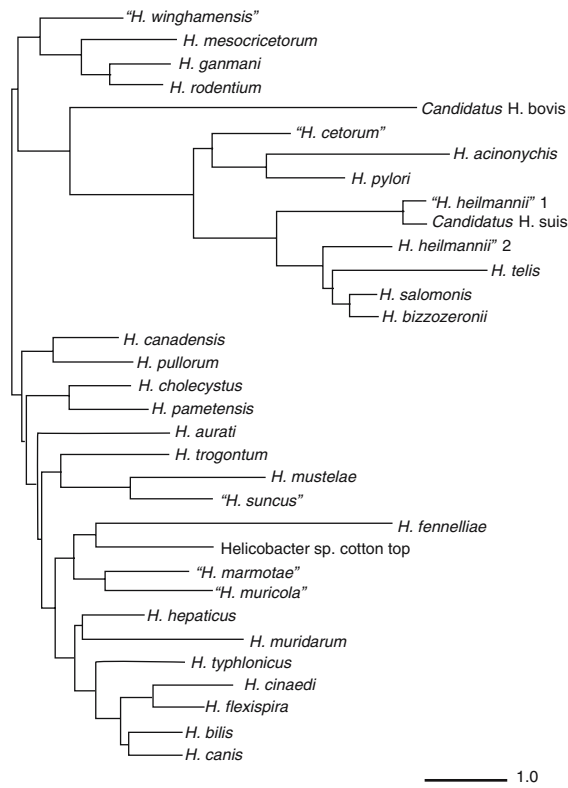 “H. winghamensis”
H. mesocricetorum
H. ganmani
H. rodentium
Candidatus H. bovis
“H. cetorum”
H. acinonychis
H. pylori
“H. heilmannii” 1
Candidatus H. suis
H. heilmannii” 2
H. telis
H. salomonis
H. bizzozeronii
H. canadensis
H. pullorum
H. cholecystus
H. pametensis
H. aurati
H. trogontum
H. mustelae
“H. suncus”
H. fennelliae
Helicobacter sp. cotton top
“H. marmotae”
“H. muricola”
H. hepaticus
H. muridarum
H. typhlonicus
H. cinaedi
H. flexispira
H. bilis
H. canis
1.0